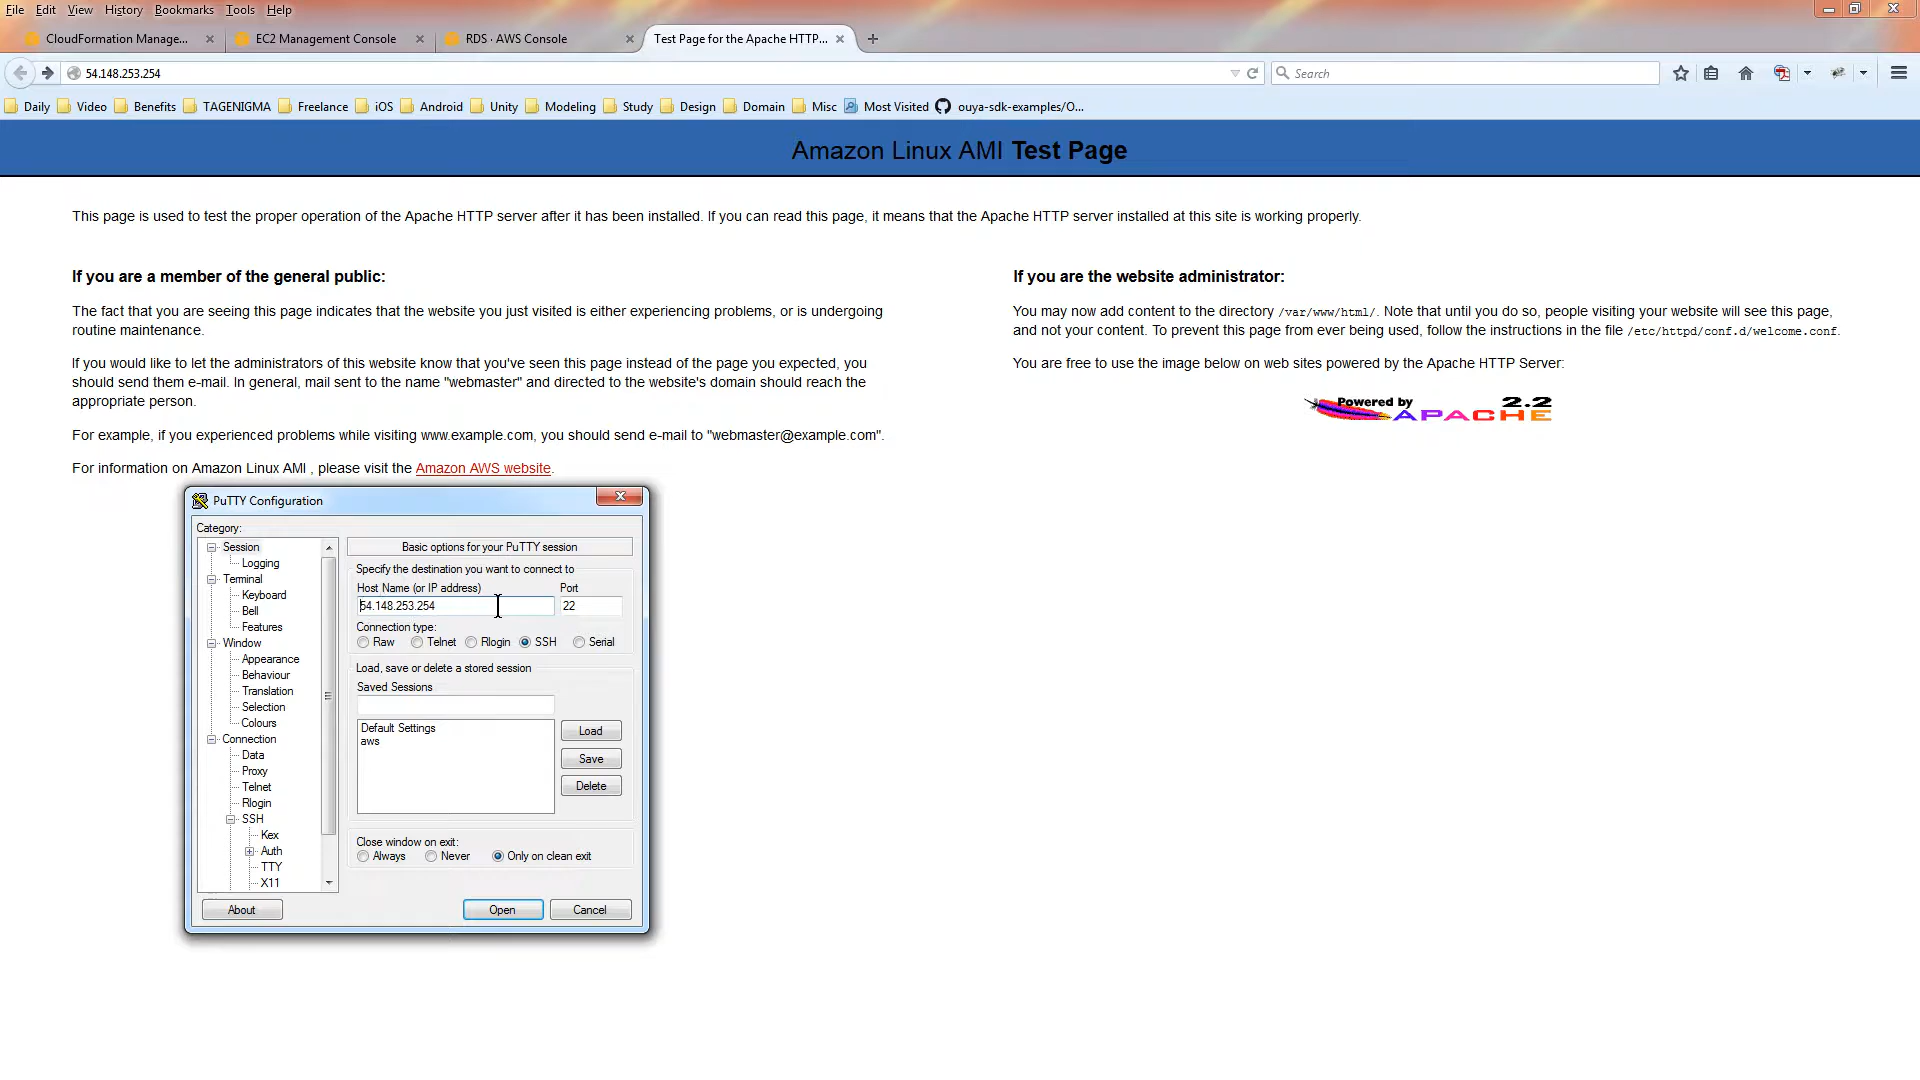 File Edit View History Bookmarks Tools Help
CloudFormation Manage... EC2 Management Console RDS · AWS Console Test Page for the Apache HTTP...
54.148.253.254 Search
Daily Video Benefits TAGENIGMA Freelance iOS Android Unity Modeling Study Design Domain Misc Most Visited ouya-sdk-examples/O...
Amazon Linux AMI Test Page
This page is used to test the proper operation of the Apache HTTP server after it has been installed. If you can read this page, it means that the Apache HTTP server installed at this site is working properly.
If you are a member of the general public:
The fact that you are seeing this page indicates that the website you just visited is either experiencing problems, or is undergoing
routine maintenance.
If you would like to let the administrators of this website know that you've seen this page instead of the page you expected, you
should send them e-mail. In general, mail sent to the name "webmaster" and directed to the website's domain should reach the
appropriate person.
For example, if you experienced problems while visiting www.example.com, you should send e-mail to "webmaster@example.com".
For information on Amazon Linux AMI , please visit the Amazon AWS website.
If you are the website administrator:
You may now add content to the directory /var/www/html/. Note that until you do so, people visiting your website will see this page,
and not your content. To prevent this page from ever being used, follow the instructions in the file /etc/httpd/conf.d/welcome.conf.
You are free to use the image below on web sites powered by the Apache HTTP Server:
Powered by 2.2
APACHE
PuTTY Configuration
Category:
Session
Logging
Terminal
Keyboard
Bell
Features
Window
Appearance
Behaviour
Translation
Selection
Colours
Connection
Data
Proxy
Telnet
Rlogin
SSH
Kex
Auth
TTY
X11
Basic options for your PuTTY session
Specify the destination you want to connect to
Host Name (or IP address) Port
54.148.253.254 22
Connection type:
Raw Telnet Rlogin SSH Serial
Load, save or delete a stored session
Saved Sessions
Default Settings
aws
Load
Save
Delete
Close window on exit:
Always Never Only on clean exit
About Open Cancel